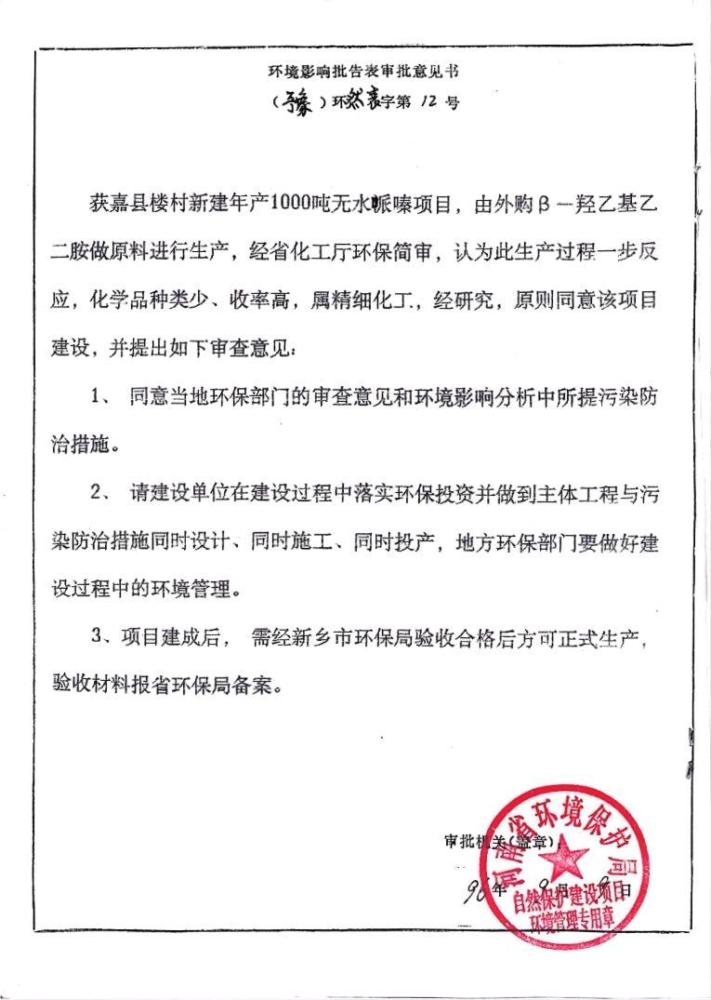 环境影响批告表审批意见书
（豫）环然表字第 12 号
获嘉县楼村新建年产1000吨无水哌嗪项目，由外购β—羟乙基乙
二胺做原料进行生产，经省化工厅环保简审，认为此生产过程一步反
应，化学品种类少、收率高，属精细化工，经研究，原则同意该项目
建设，并提出如下审查意见：
1、 同意当地环保部门的审查意见和环境影响分析中所提污染防
治措施。
2、 请建设单位在建设过程中落实环保投资并做到主体工程与污
染防治措施同时设计、同时施工、同时投产，地方环保部门要做好建
设过程中的环境管理。
3、项目建成后， 需经新乡市环保局验收合格后方可正式生产，
验收材料报省环保局备案。
审批机关(盖章)：
96年 9月 9日
河南省环境保护局
自然保护建设项目
环境管理专用章